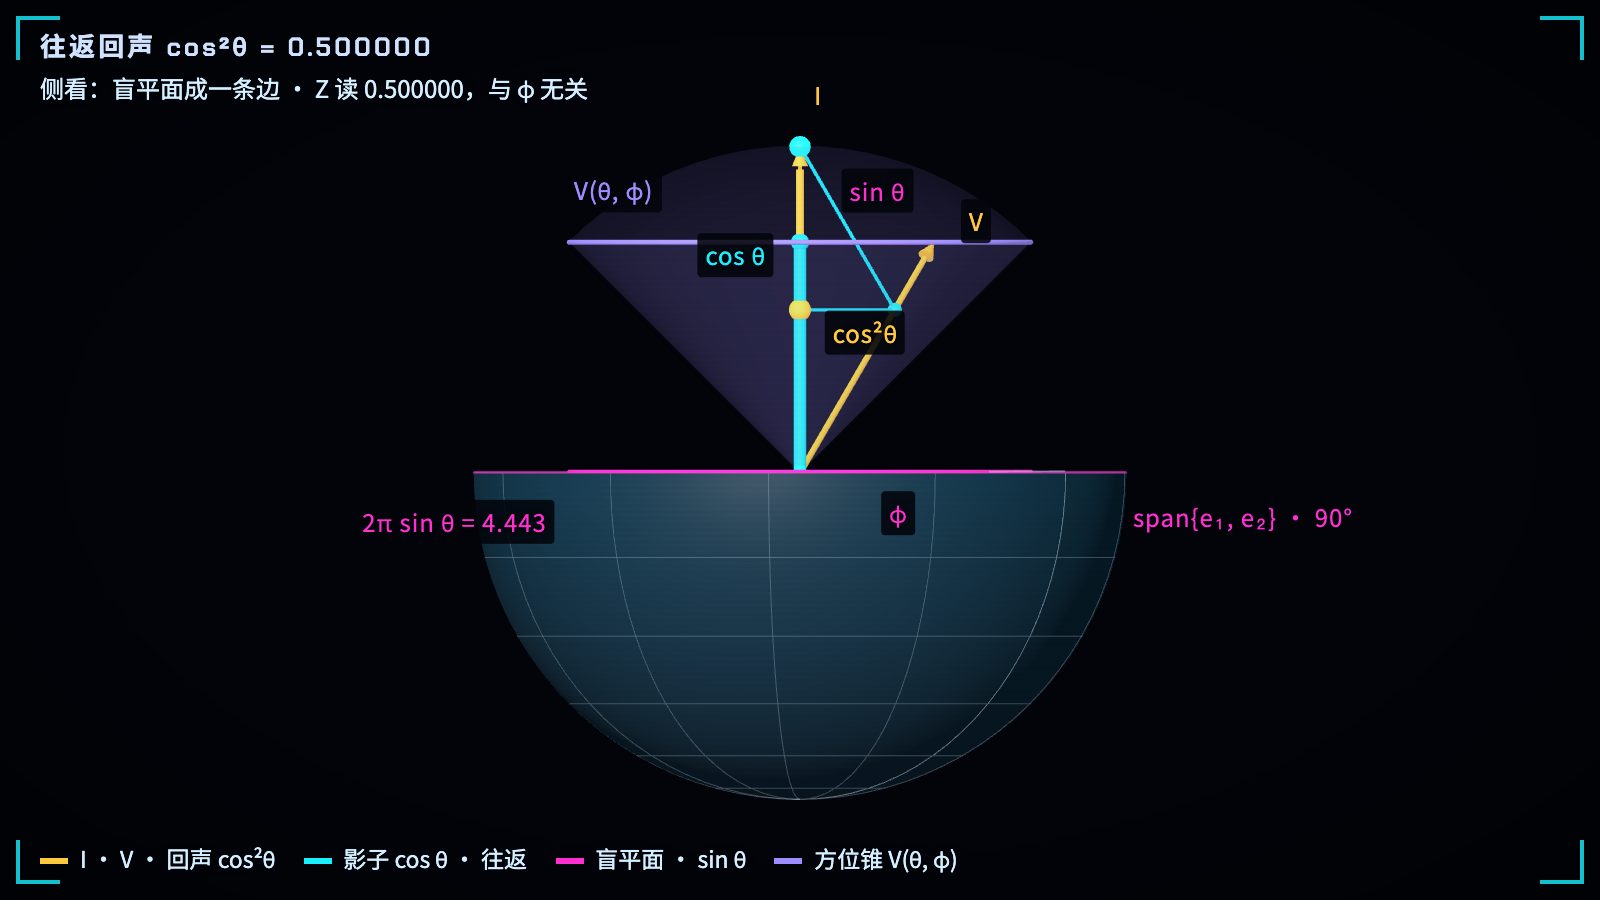 往返回声 cos²θ = 0.500000
侧看：盲平面成一条边 · Z 读 0.500000，与 φ 无关
I
V(θ, φ)
sin θ
V
cos θ
cos²θ
2π sin θ = 4.443
φ
span{e₁, e₂} · 90°
I · V · 回声 cos²θ
影子 cos θ · 往返
盲平面 · sin θ
方位锥 V(θ, φ)